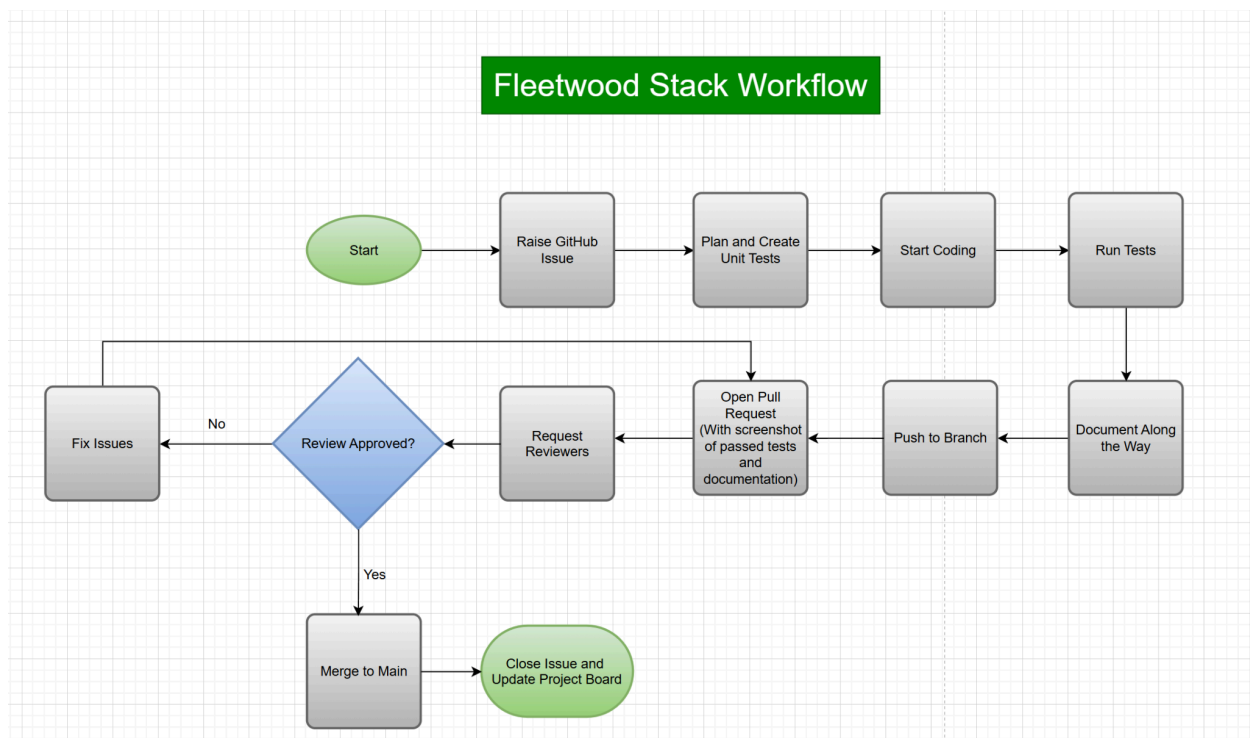 Fleetwood Stack Workflow
Start
Raise GitHub
Issue
Plan and Create
Unit Tests
Start Coding
Run Tests
Fix Issues
No
Review Approved?
Request
Reviewers
Open Pull
Request
(With screenshot
of passed tests
and
documentation)
Push to Branch
Document Along
the Way
Yes
Merge to Main
Close Issue and
Update Project Board